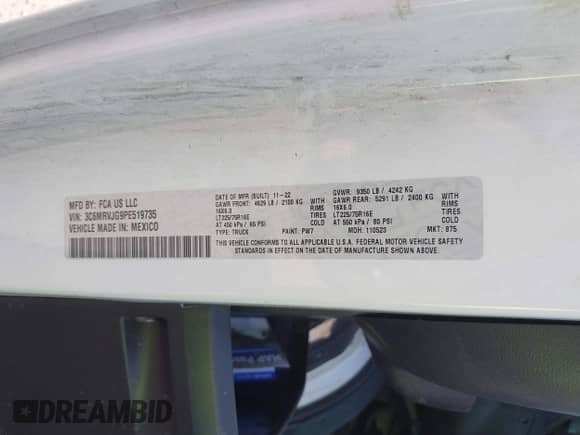 MFD BY: FCA US LLC
VIN: 3C6MRVJG9PE519735
VEHICLE MADE IN: MEXICO
DATE OF MFR (BUILT): 11-22
GVWR: 9350 LB / 4242 KG
GAWR FRONT: 4629 LB / 2100 KG
GAWR REAR: 5291 LB / 2400 KG
16X6.0 RIMS
16X6.0 RIMS
LT225/75R16E TIRES
LT225/75R16E TIRES
AT 450 kPa / 65 PSI COLD
AT 550 kPa / 80 PSI COLD
TYPE: TRUCK PAINT: PW7 MDH: 110523 MKT: 875
THIS VEHICLE CONFORMS TO ALL APPLICABLE U.S.A. FEDERAL MOTOR VEHICLE SAFETY
STANDARDS IN EFFECT ON THE DATE OF MANUFACTURE SHOWN ABOVE.
DREAMBID